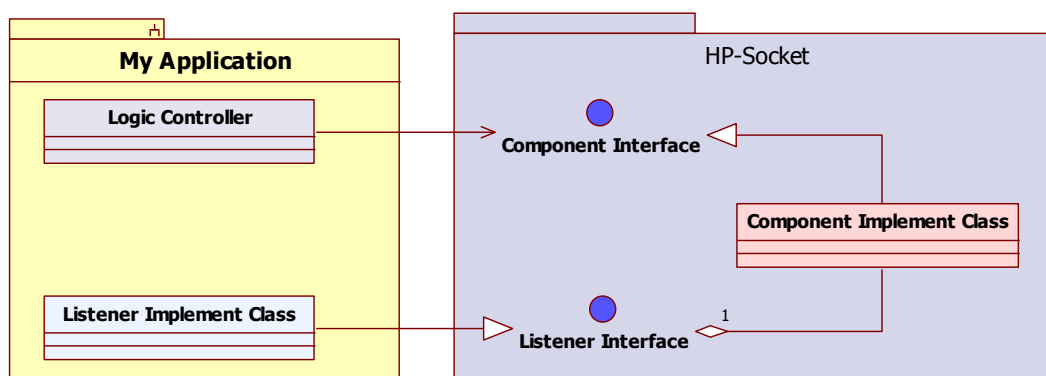 My Application
HP-Socket
Logic Controller
Component Interface
Component Implement Class
Listener Implement Class
1
Listener Interface